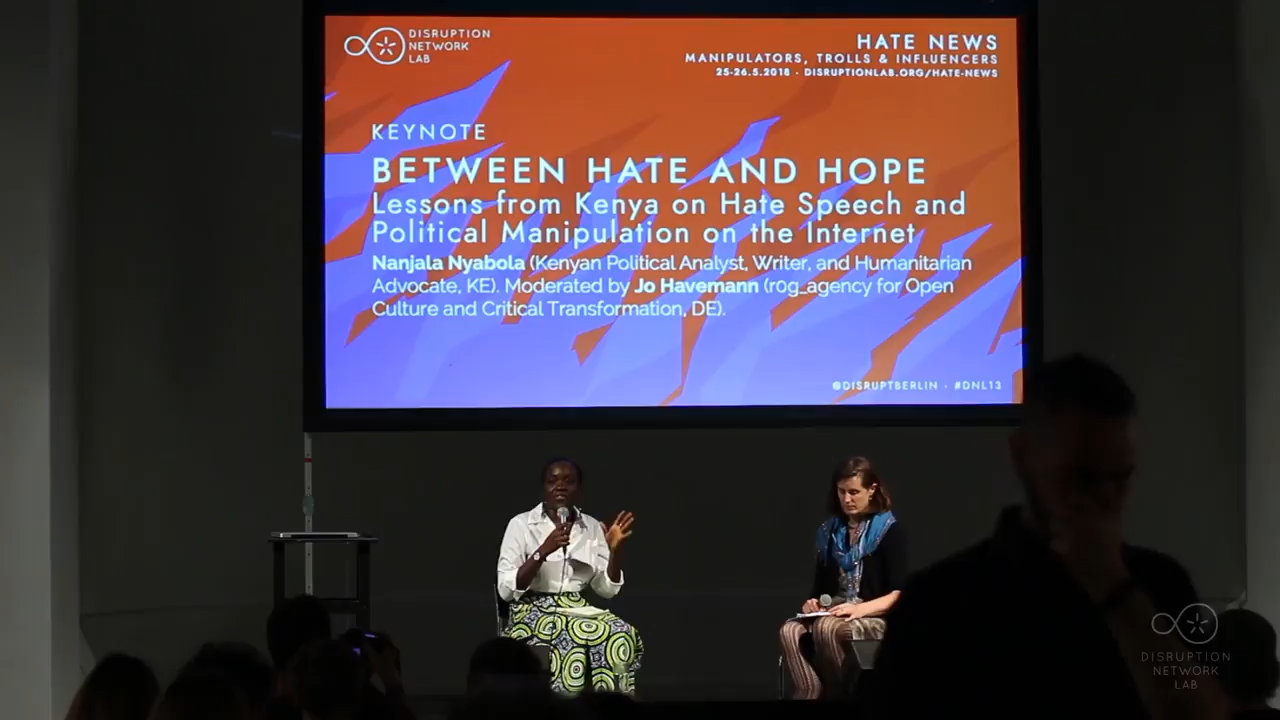 DISRUPTION
NETWORK
LAB
HATE NEWS
MANIPULATORS, TROLLS & INFLUENCERS
25-26.5.2018 · DISRUPTIONLAB.ORG/HATE-NEWS
KEYNOTE
BETWEEN HATE AND HOPE
Lessons from Kenya on Hate Speech and
Political Manipulation on the Internet
Nanjala Nyabola (Kenyan Political Analyst, Writer, and Humanitarian
Advocate, KE). Moderated by Jo Havemann (r0g_agency for Open
Culture and Critical Transformation, DE).
@DISRUPTBERLIN · #DNL13
DISRUPTION
NETWORK
LAB